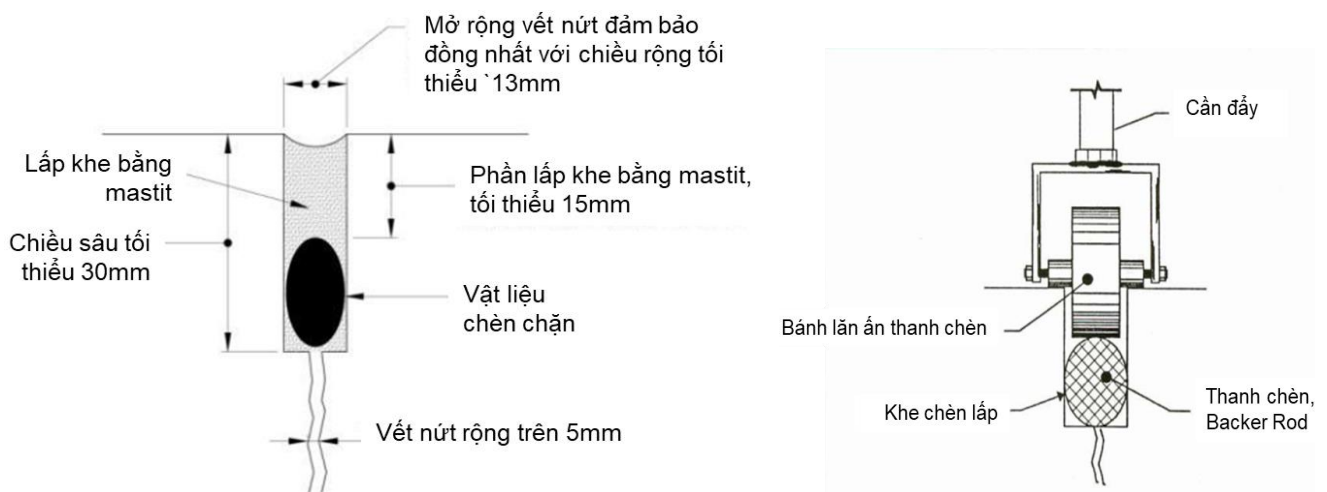 Mở rộng vết nứt đảm bảo
đồng nhất với chiều rộng tối
thiểu `13mm
Lấp khe bằng
mastit
Phần lấp khe bằng mastit,
tối thiểu 15mm
Chiều sâu tối
thiểu 30mm
Vật liệu
chèn chặn
Vết nứt rộng trên 5mm
Cần đẩy
Bánh lăn ấn thanh chèn
Khe chèn lấp
Thanh chèn,
Backer Rod